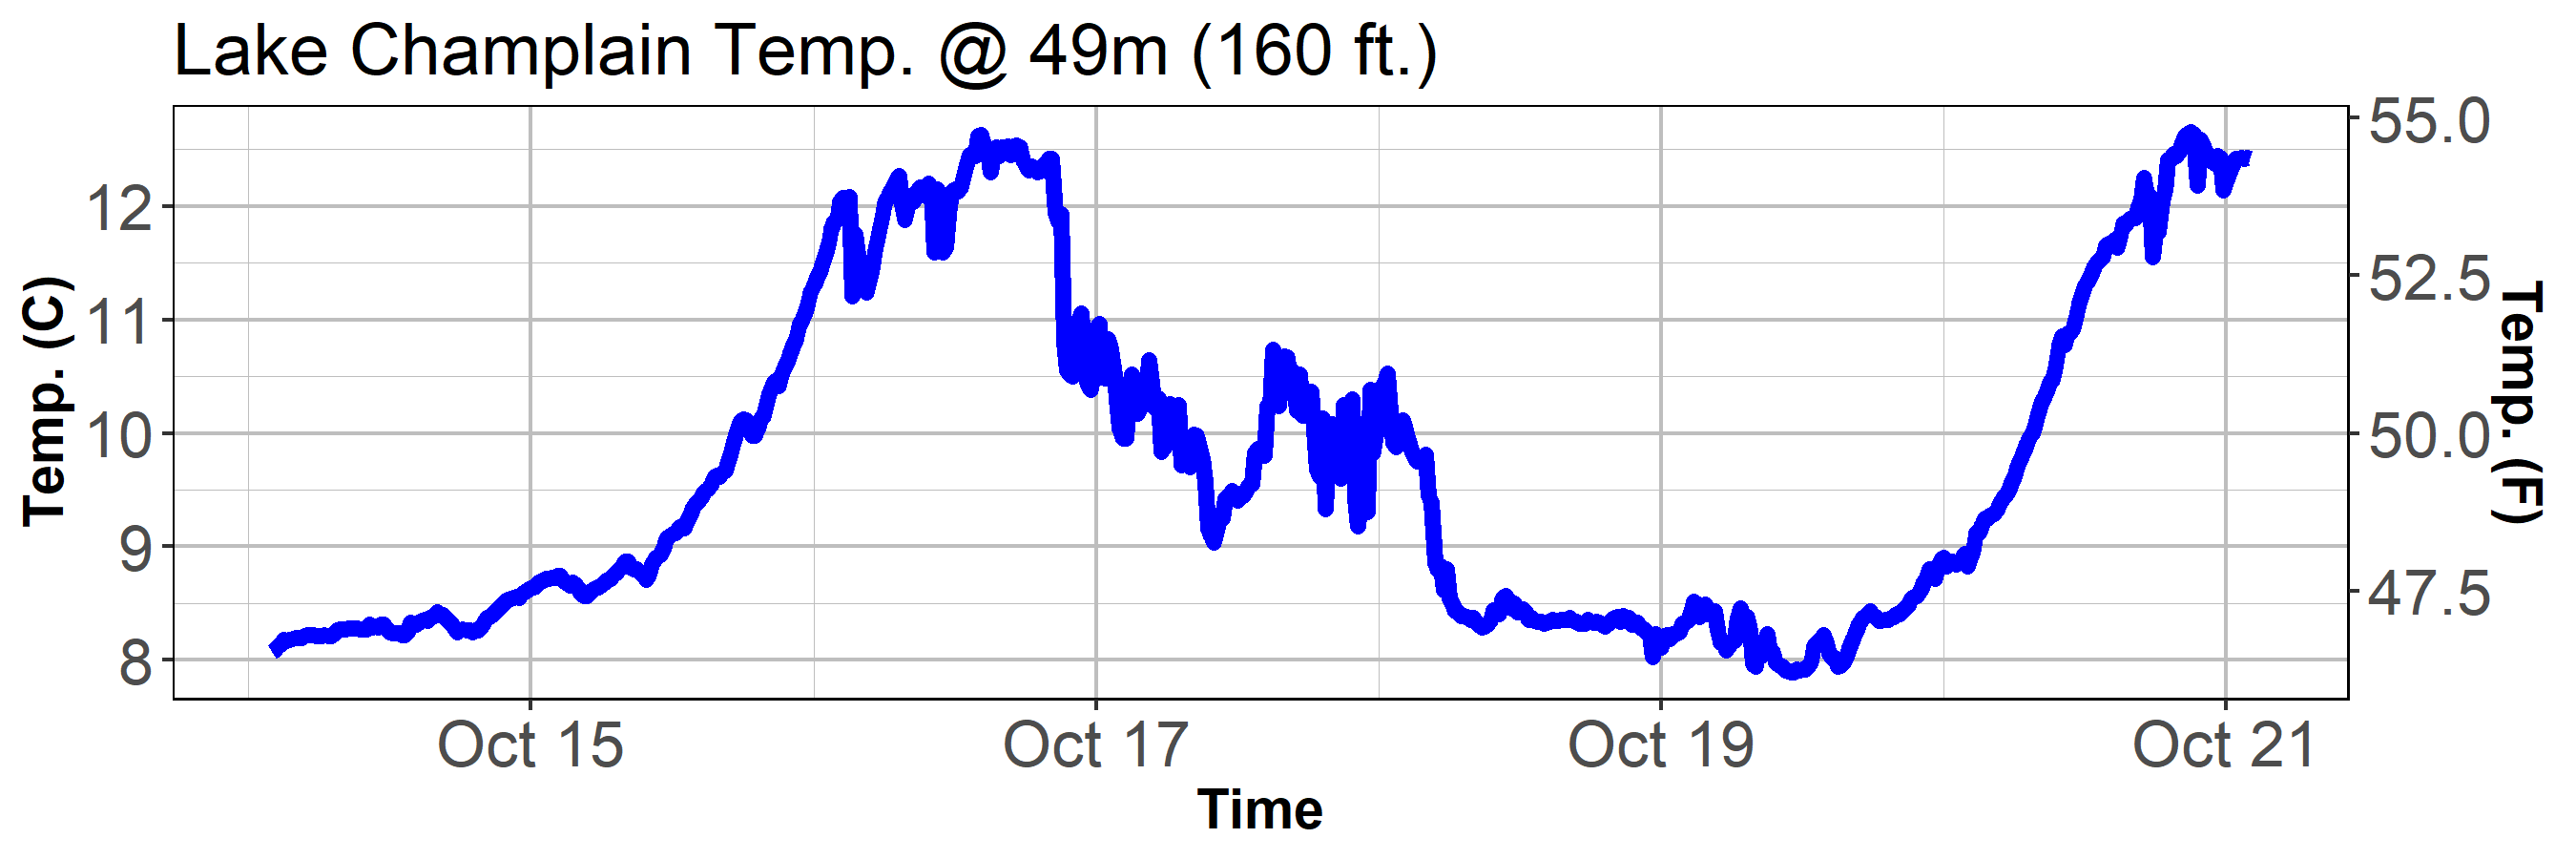 Lake Champlain Temp. @ 49m (160 ft.)
Temp. (C)
12
11
10
9
8
55.0
52.5
50.0
47.5
Temp. (F)
Oct 15 Oct 17 Oct 19 Oct 21
Time